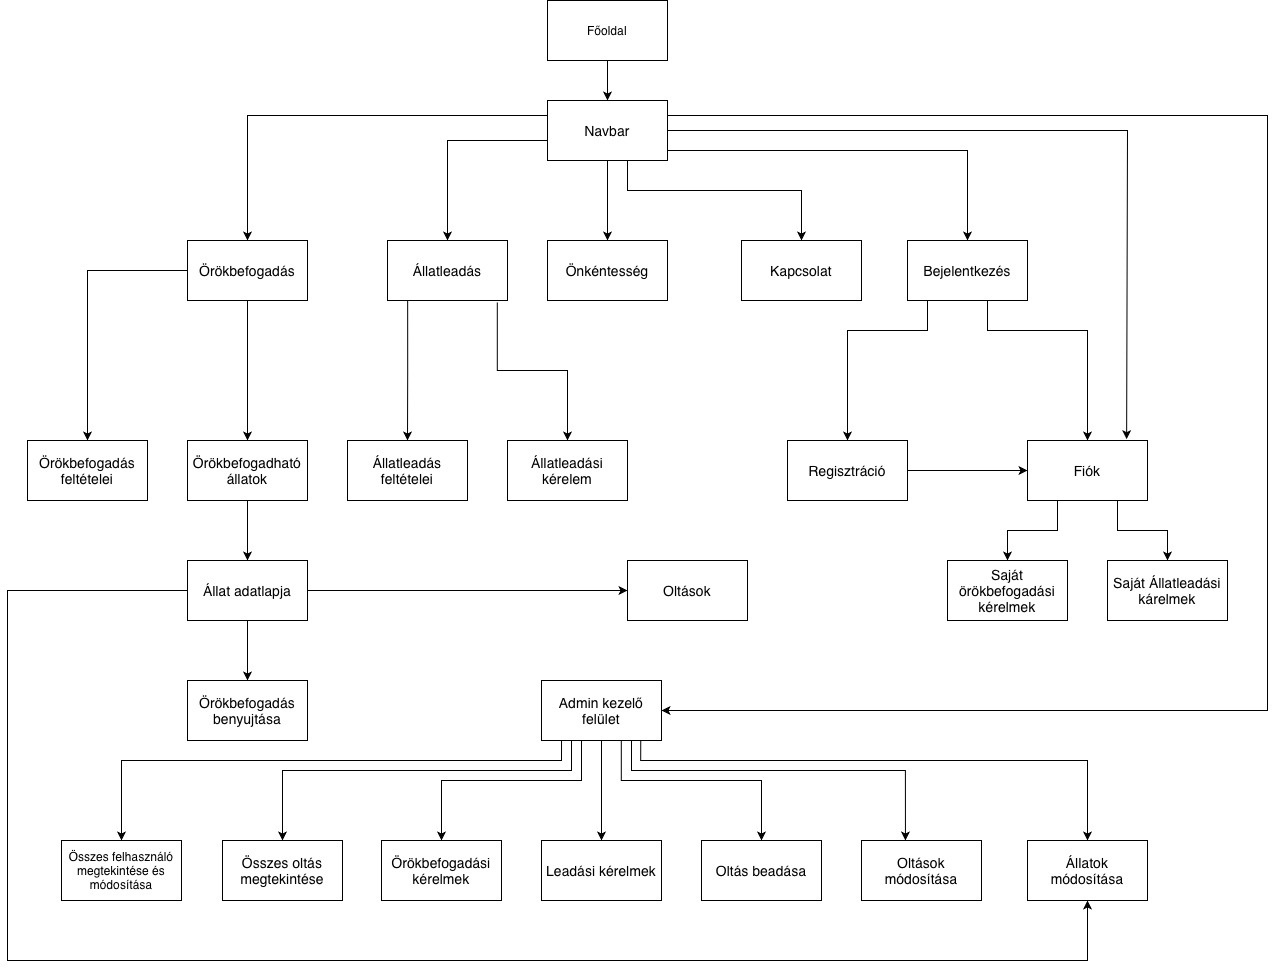 Főoldal
Navbar
Örökbefogadás
Állatleadás
Önkéntesség
Kapcsolat
Bejelentkezés
Örökbefogadás
feltételei
Örökbefogadható
állatok
Állatleadás
feltételei
Állatleadási
kérelem
Regisztráció
Fiók
Állat adatlapja
Oltások
Saját
örökbefogadási
kérelmek
Saját Állatleadási
kárelmek
Örökbefogadás
benyujtása
Admin kezelő
felület
Összes felhasználó
megtekintése és
módosítása
Összes oltás
megtekintése
Örökbefogadási
kérelmek
Leadási kérelmek
Oltás beadása
Oltások
módosítása
Állatok
módosítása